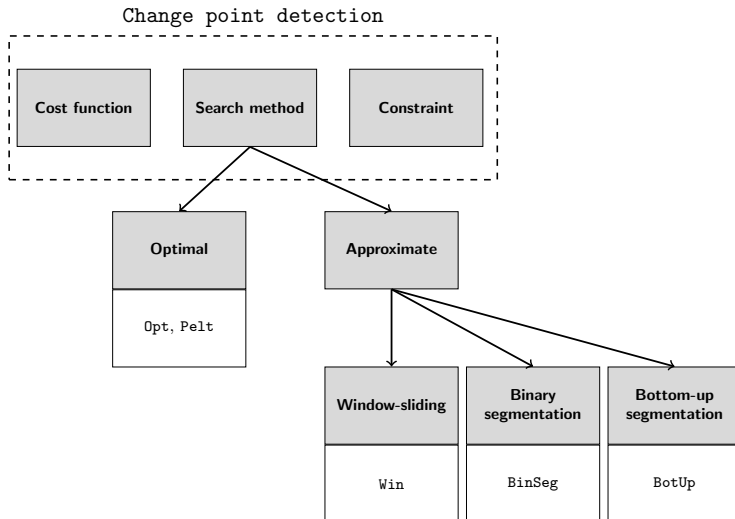 Change point detection
Cost function
Search method
Constraint
Optimal
Approximate
Opt, Pelt
Window-sliding
Binary
segmentation
Bottom-up
segmentation
Win
BinSeg
BotUp